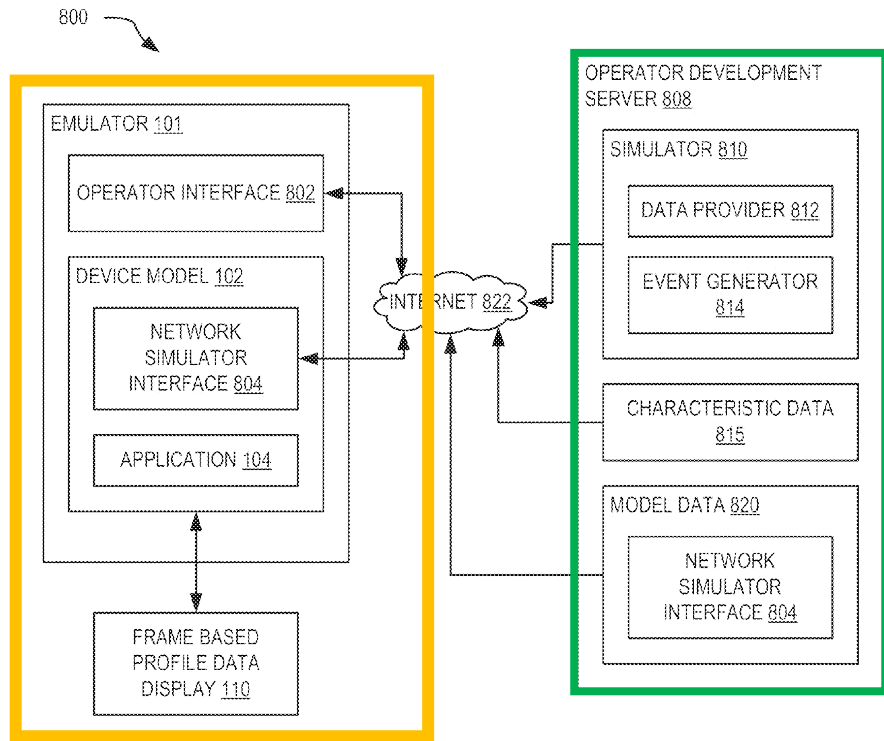 800
EMULATOR 101
OPERATOR INTERFACE 802
DEVICE MODEL 102
NETWORK
SIMULATOR
INTERFACE 804
APPLICATION 104
FRAME BASED
PROFILE DATA
DISPLAY 110
INTERNET 822
OPERATOR DEVELOPMENT
SERVER 808
SIMULATOR 810
DATA PROVIDER 812
EVENT GENERATOR
814
CHARACTERISTIC DATA
815
MODEL DATA 820
NETWORK
SIMULATOR
INTERFACE 804